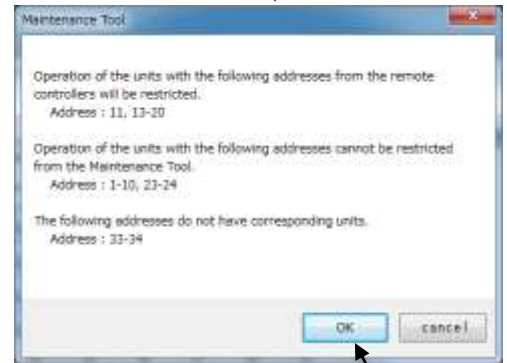 Maintenance Tool
Operation of the units with the following addresses from the remote
controllers will be restricted.
Address : 11, 13-20
Operation of the units with the following addresses cannot be restricted
from the Maintenance Tool.
Address : 1-10, 23-24
The following addresses do not have corresponding units.
Address : 33-34
OK
cancel